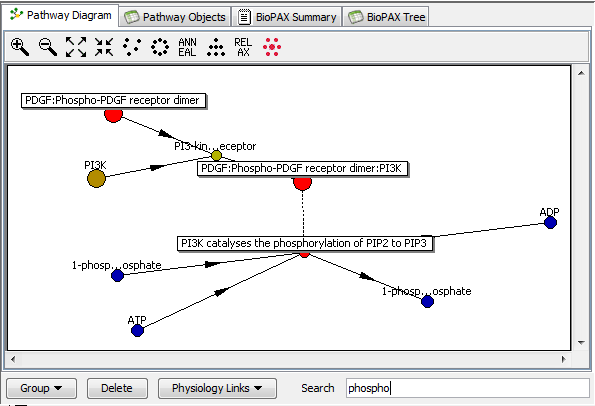 Pathway Diagram Pathway Objects BioPAX Summary BioPAX Tree
ANN EAL REL AX
PDGF:Phospho-PDGF receptor dimer
PI3-kin...eceptor
PI3K
PDGF:Phospho-PDGF receptor dimer:PI3K
ADP
PI3K catalyses the phosphorylation of PIP2 to PIP3
1-phosp...osphate
1-phosp...osphate
ATP
Group Delete Physiology Links Search phospho